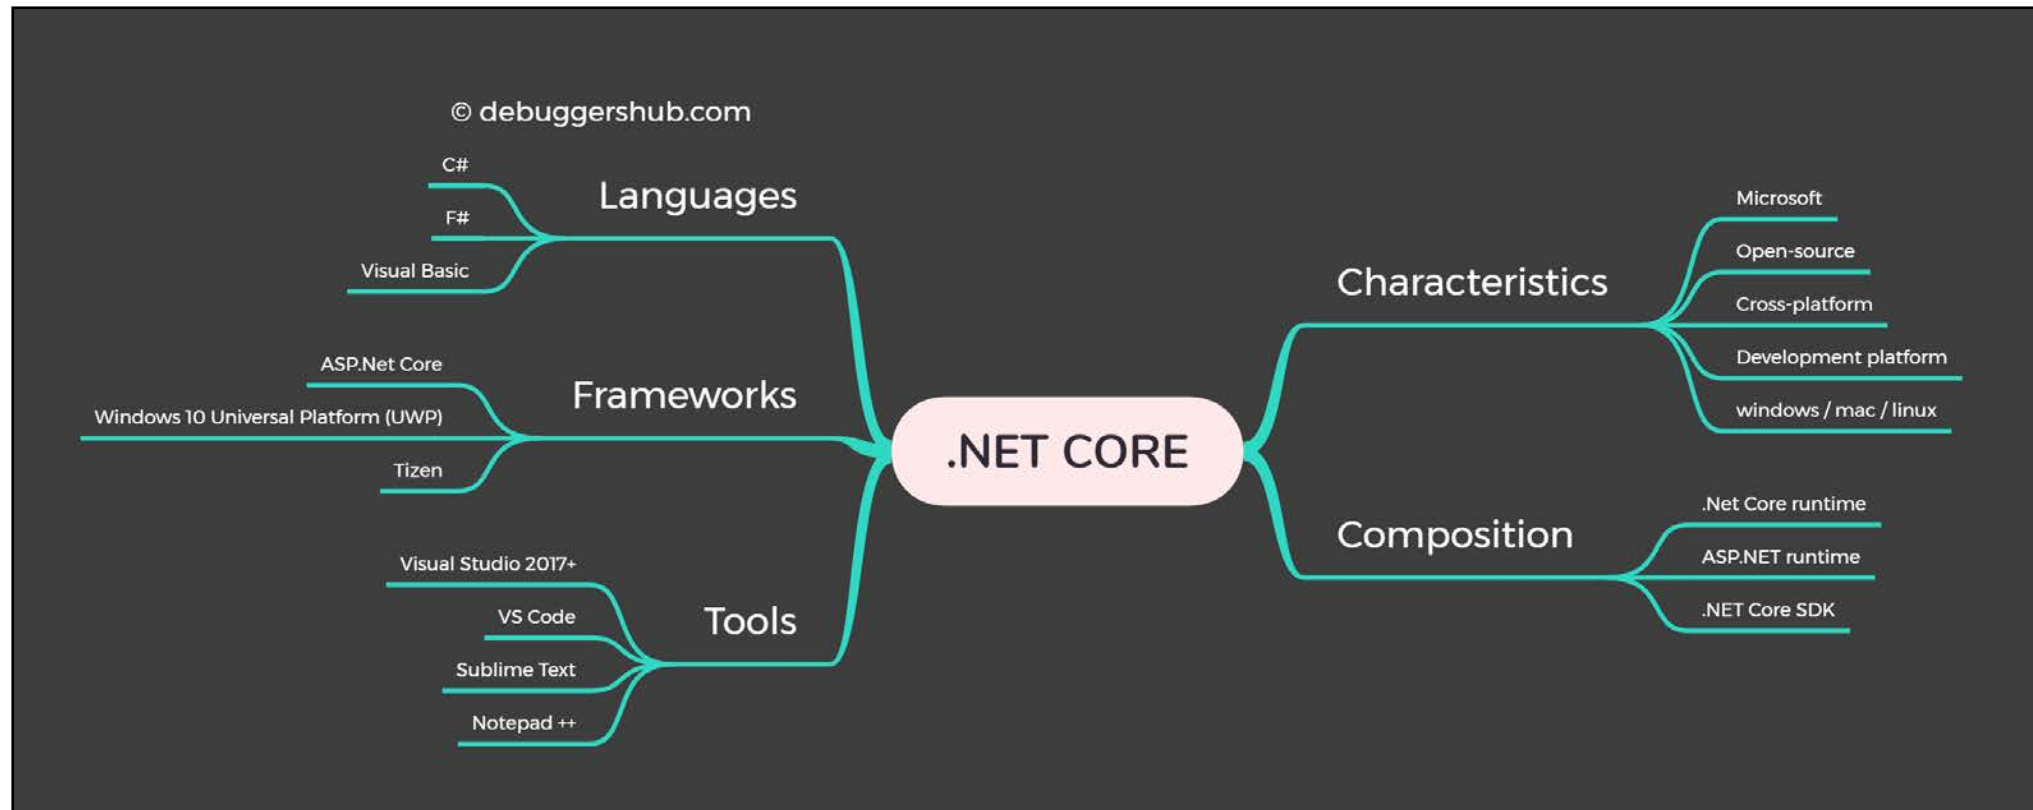 © debuggershub.com
Languages
C#
F#
Visual Basic
Frameworks
ASP.Net Core
Windows 10 Universal Platform (UWP)
Tizen
Tools
Visual Studio 2017+
VS Code
Sublime Text
Notepad ++
.NET CORE
Characteristics
Microsoft
Open-source
Cross-platform
Development platform
windows / mac / linux
Composition
.Net Core runtime
ASP.NET runtime
.NET Core SDK